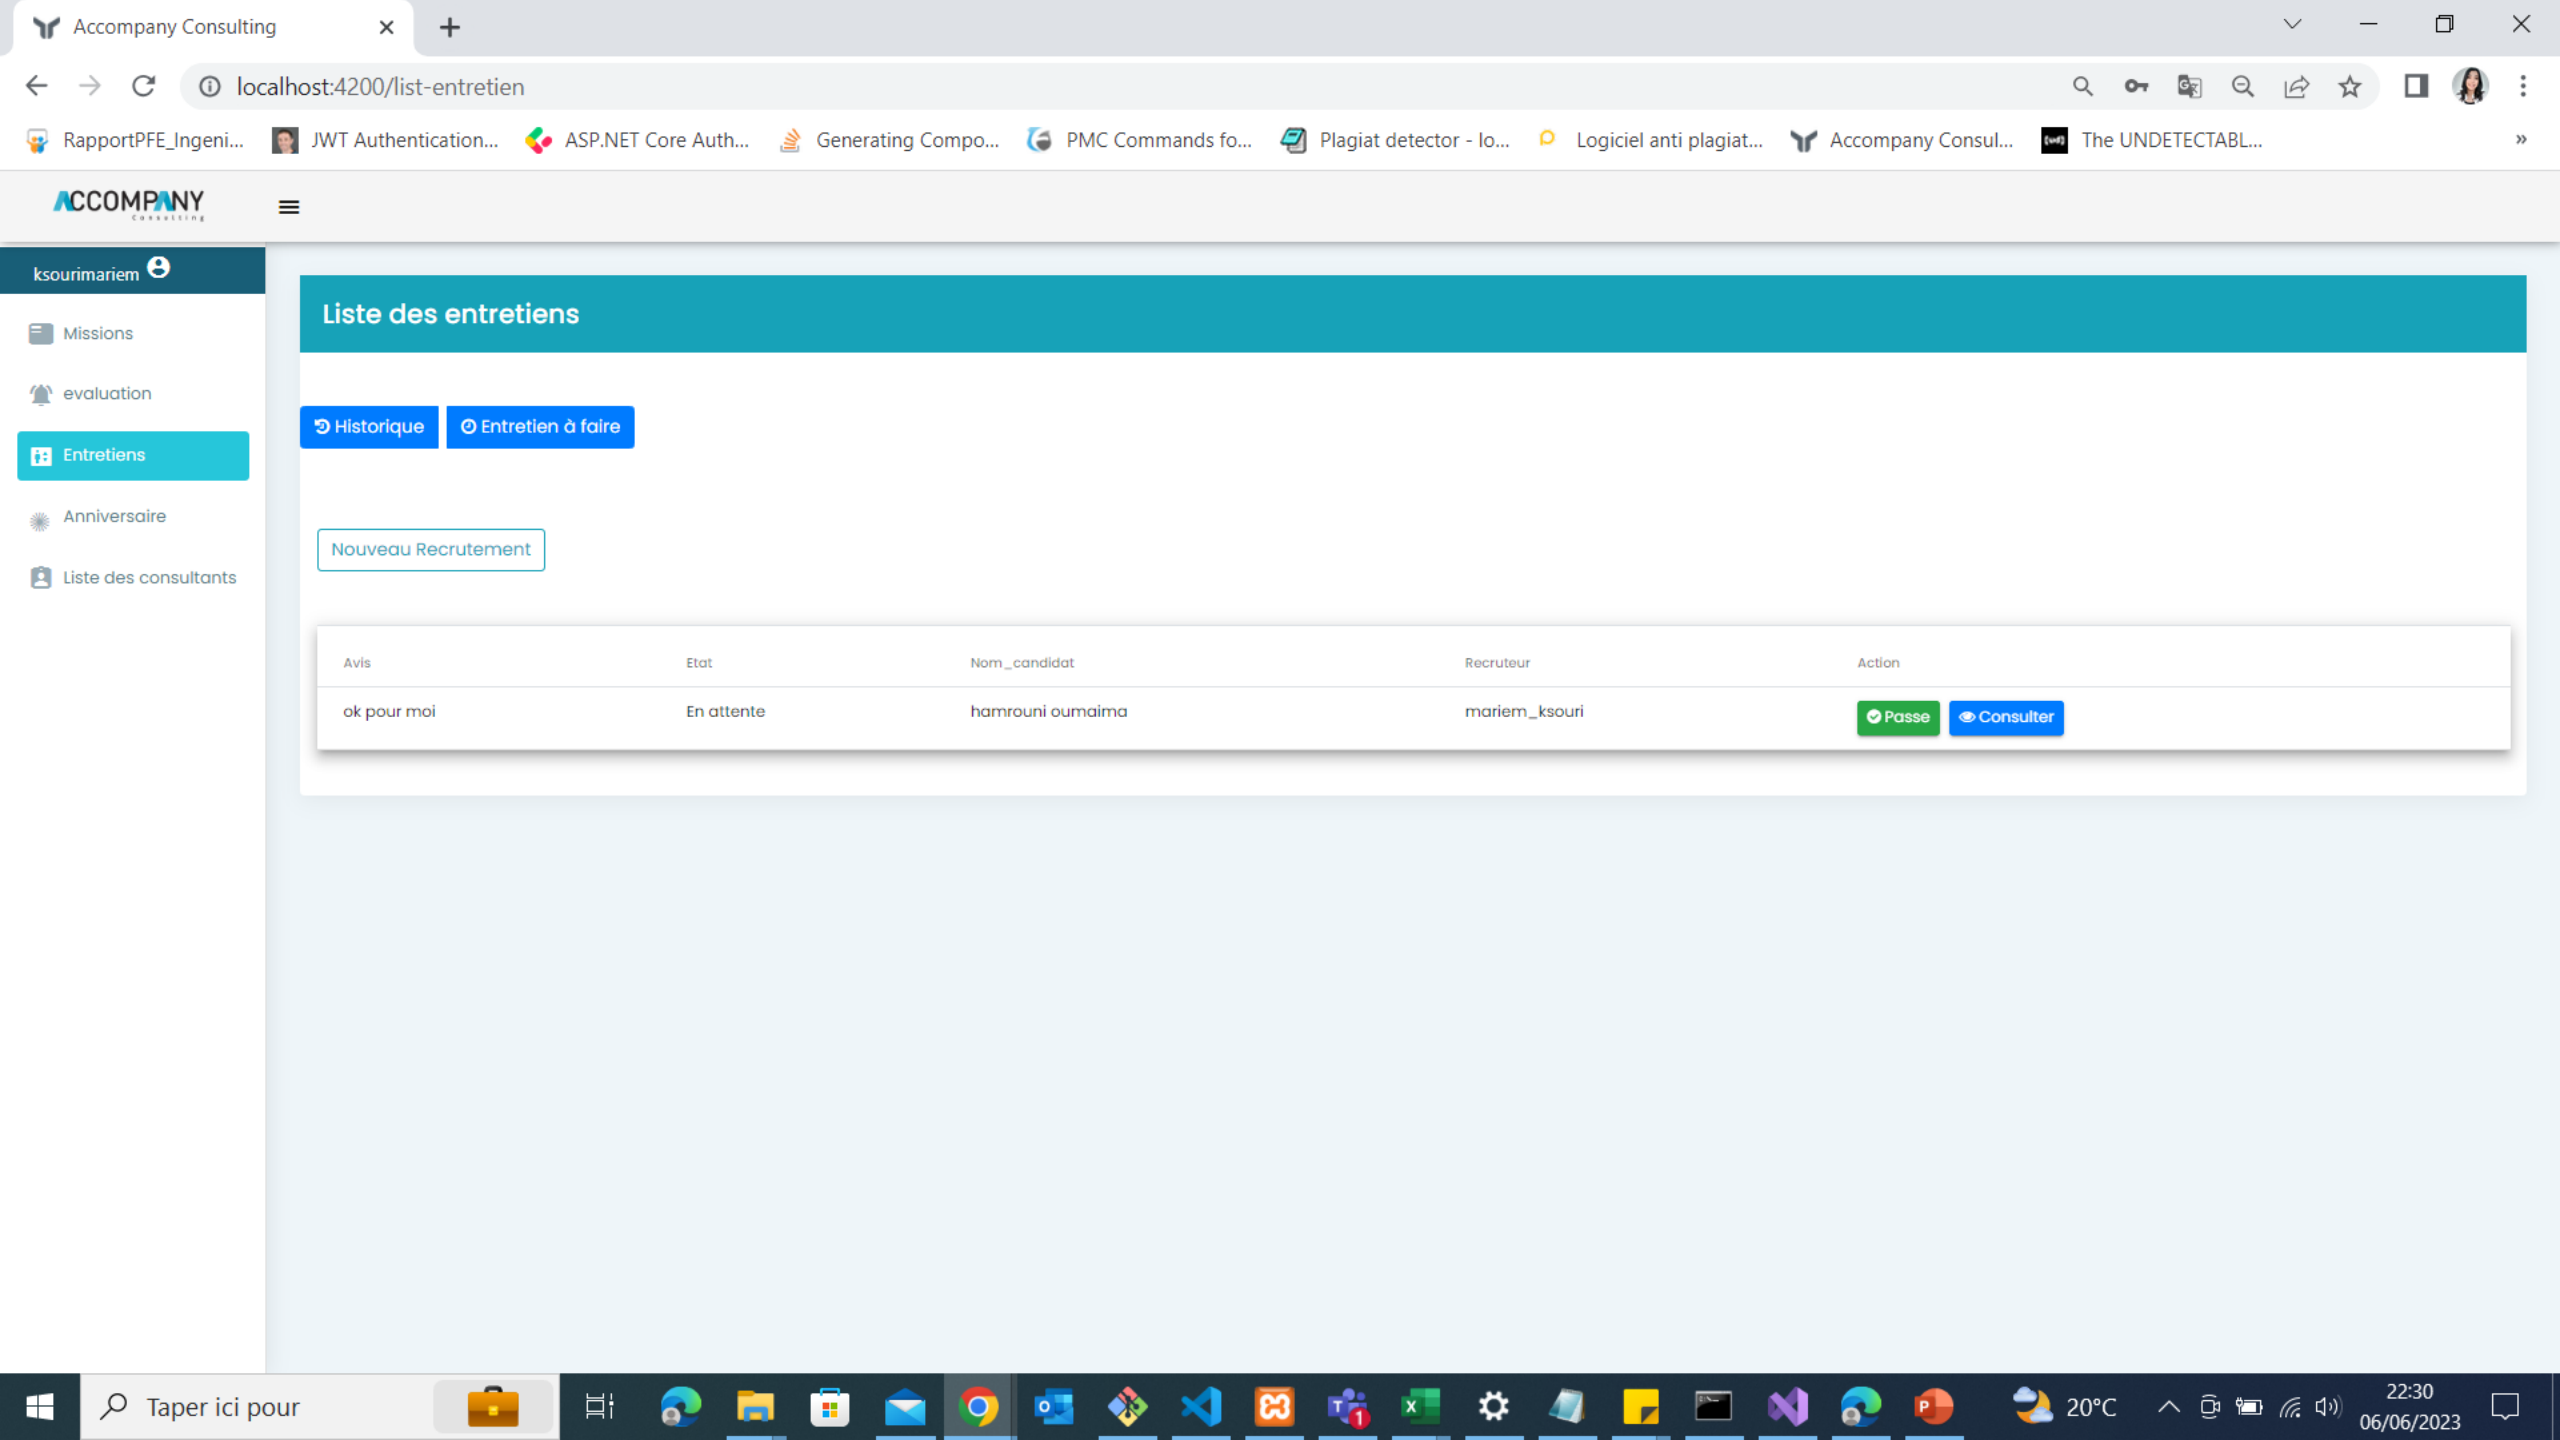 Accompany Consulting
localhost:4200/list-entretien
RapportPFE_Ingeni... JWT Authentication... ASP.NET Core Auth... Generating Compo... PMC Commands fo... Plagiat detector - lo... Logiciel anti plagiat... Accompany Consul... The UNDETECTABL... »
ACCOMPANY
Consulting
ksourimariem
Liste des entretiens
Missions
evaluation
Historique Entretien à faire
Entretiens
Anniversaire
Nouveau Recrutement
Liste des consultants
Avis Etat Nom_candidat Recruteur Action
ok pour moi En attente hamrouni oumaima mariem_ksouri Passe Consulter
Taper ici pour
20°C
22:30
06/06/2023